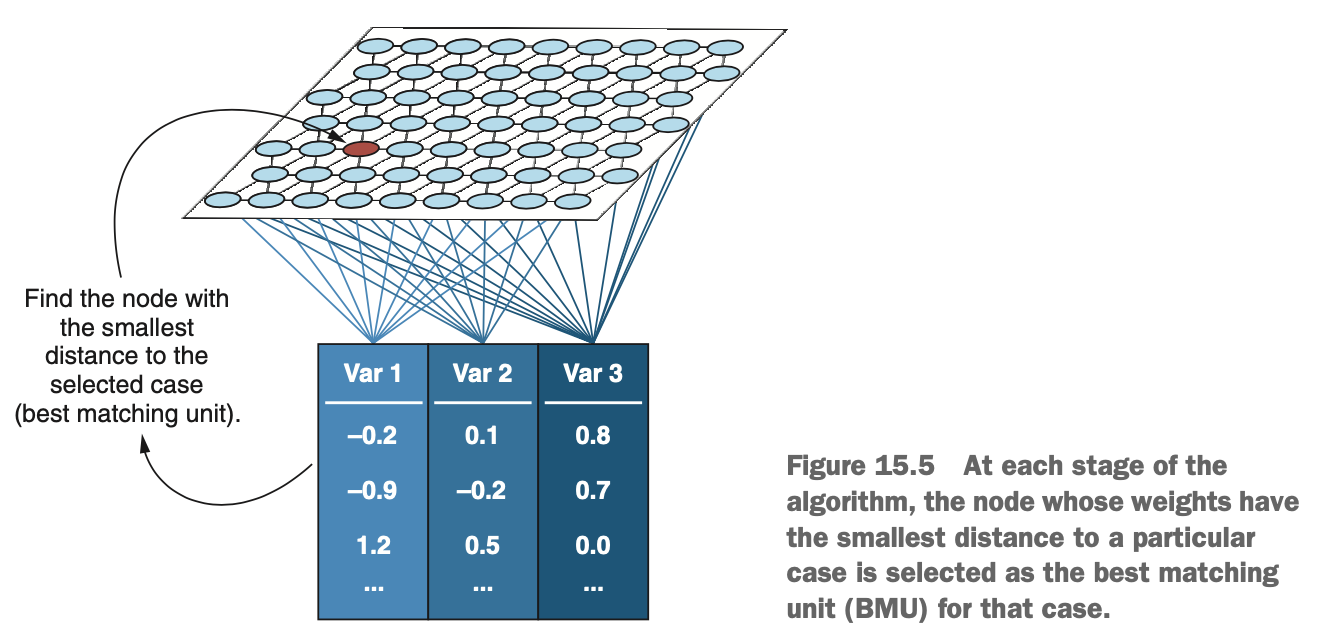 Find the node with
the smallest
distance to the
selected case
(best matching unit).
Var 1 Var 2 Var 3
–0.2 0.1 0.8
–0.9 –0.2 0.7
1.2 0.5 0.0
... ... ...
Figure 15.5 At each stage of the
algorithm, the node whose weights have
the smallest distance to a particular
case is selected as the best matching
unit (BMU) for that case.